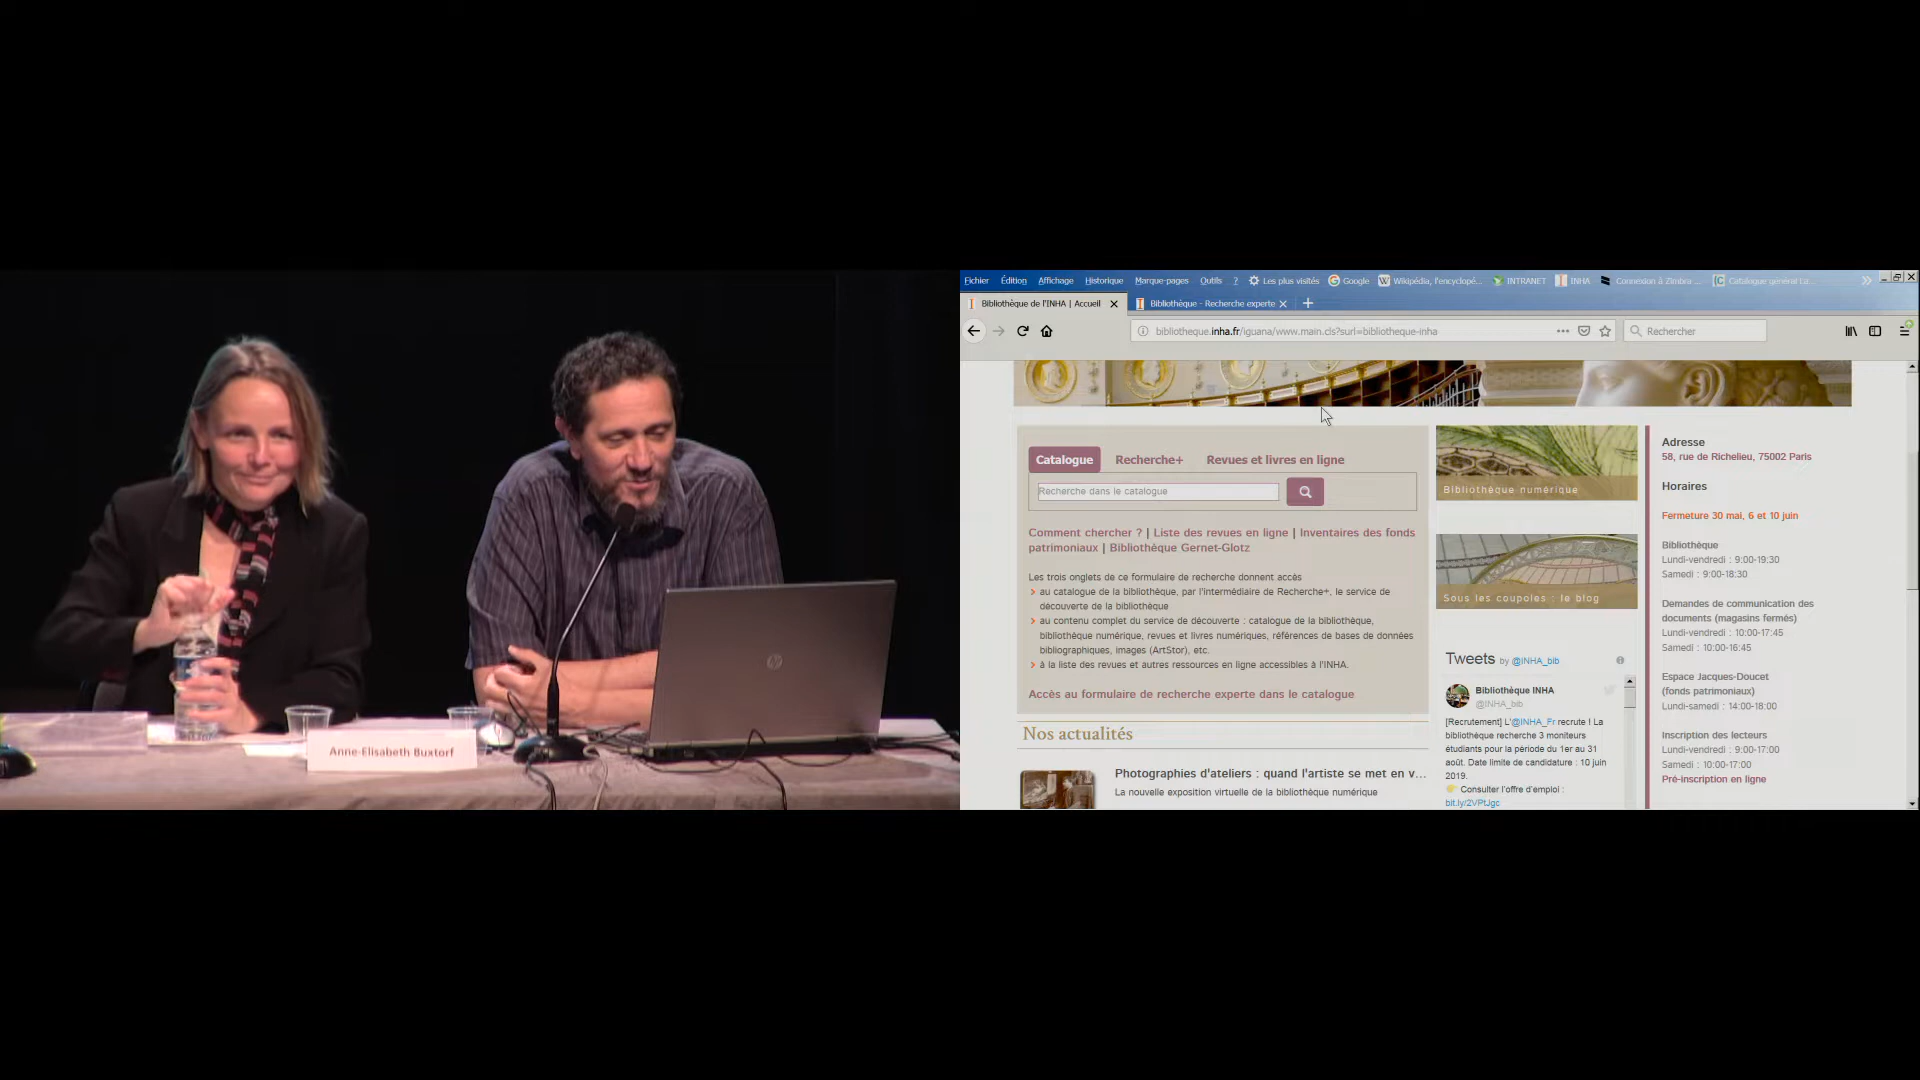 Anne-Elisabeth Buxtorf
hp
Fichier Édition Affichage Historique Marque-pages Outils ? Les plus visités Google Wikipédia, l'encyclopé... INTRANET INHA Connexion à Zimbra ... Catalogue général La...
Bibliothèque de l'INHA | Accueil
Bibliothèque - Recherche experte
bibliotheque.inha.fr/iguana/www.main.cls?surl=bibliotheque-inha
Rechercher
Catalogue
Recherche+
Revues et livres en ligne
Recherche dans le catalogue
Comment chercher ? | Liste des revues en ligne | Inventaires des fonds
patrimoniaux | Bibliothèque Gernet-Glotz
Les trois onglets de ce formulaire de recherche donnent accès
au catalogue de la bibliothèque, par l'intermédiaire de Recherche+, le service de
découverte de la bibliothèque
au contenu complet du service de découverte : catalogue de la bibliothèque,
bibliothèque numérique, revues et livres numériques, références de bases de données
bibliographiques, images (ArtStor), etc.
à la liste des revues et autres ressources en ligne accessibles à l'INHA.
Accès au formulaire de recherche experte dans le catalogue
Nos actualités
Photographies d'ateliers : quand l'artiste se met en v...
La nouvelle exposition virtuelle de la bibliothèque numérique
Bibliothèque numérique
Sous les coupoles : le blog
Tweets by @INHA_bib
Bibliothèque INHA
@INHA_bib
[Recrutement] L'@INHA_Fr recrute ! La
bibliothèque recherche 3 moniteurs
étudiants pour la période du 1er au 31
août. Date limite de candidature : 10 juin
2019.
Consulter l'offre d'emploi :
bit.ly/2VPtJgc
Adresse
58, rue de Richelieu, 75002 Paris
Horaires
Fermeture 30 mai, 6 et 10 juin
Bibliothèque
Lundi-vendredi : 9:00-19:30
Samedi : 9:00-18:30
Demandes de communication des
documents (magasins fermés)
Lundi-vendredi : 10:00-17:45
Samedi : 10:00-16:45
Espace Jacques-Doucet
(fonds patrimoniaux)
Lundi-samedi : 14:00-18:00
Inscription des lecteurs
Lundi-vendredi : 9:00-17:00
Samedi : 10:00-17:00
Pré-inscription en ligne